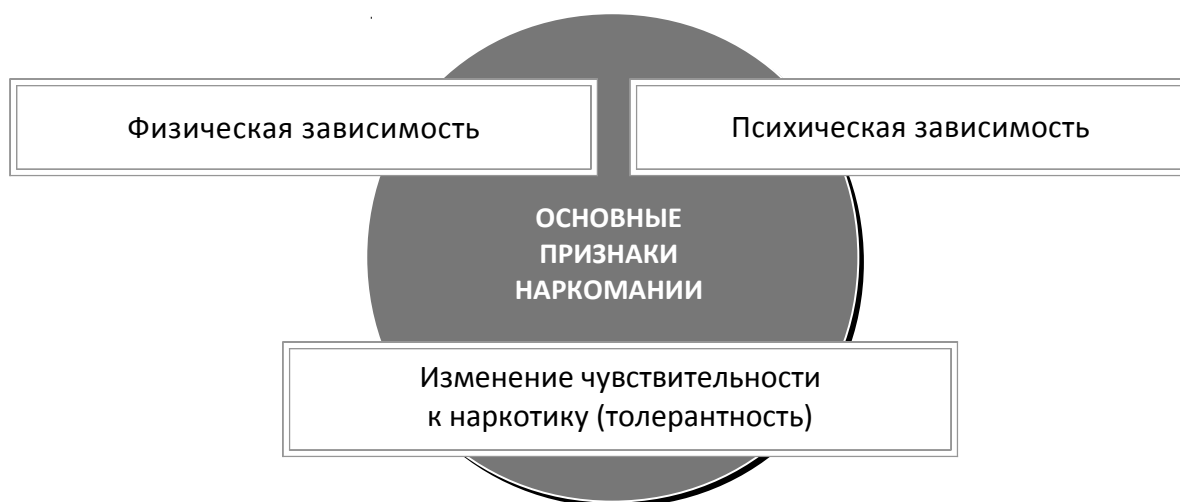 Физическая зависимость
Психическая зависимость
ОСНОВНЫЕ
ПРИЗНАКИ
НАРКОМАНИИ
Изменение чувствительности
к наркотику (толерантность)